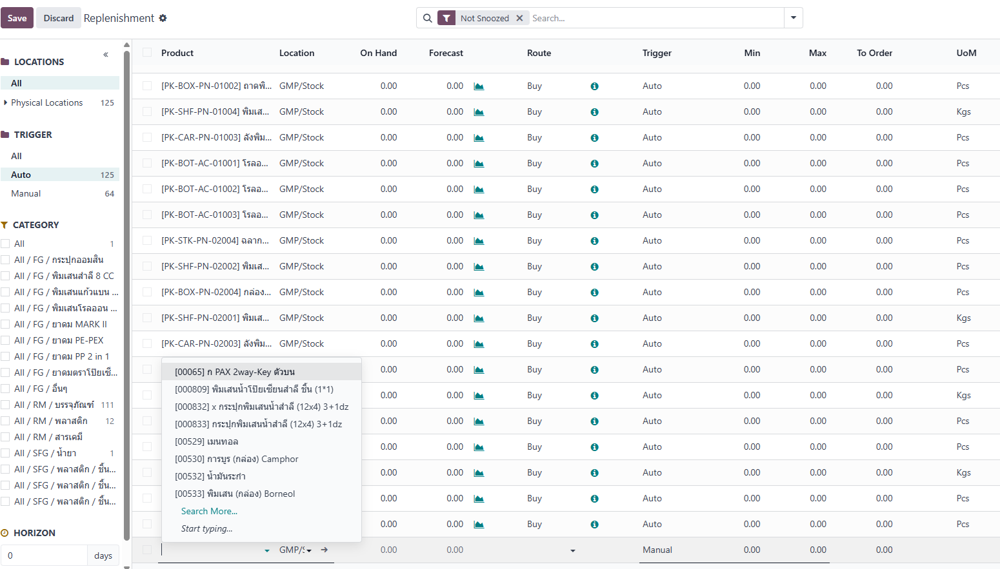 Save Discard Replenishment Not Snoozed Search...
LOCATIONS
All
Physical Locations 125
TRIGGER
All
Auto 125
Manual 64
CATEGORY
All 1
All / FG / กระปุกออมสิน
All / FG / พิมเสนสำลี 8 CC
All / FG / พิมเสนแก้วแบน ...
All / FG / พิมเสนโรลออน ...
All / FG / ยาดม MARK II
All / FG / ยาดม PE-PEX
All / FG / ยาดม PP 2 in 1
All / FG / ยาดมตราโป๊ยเซี...
All / FG / อื่นๆ
All / RM / บรรจุภัณฑ์ 111
All / RM / พลาสติก 12
All / RM / สารเคมี
All / SFG / น้ำยา 1
All / SFG / พลาสติก / ชิ้น...
All / SFG / พลาสติก / ชิ้น...
All / SFG / พลาสติก / ชิ้น...
HORIZON
0 days
Product Location On Hand Forecast Route Trigger Min Max To Order UoM
[PK-BOX-PN-01002] ถาดพิ... GMP/Stock 0.00 0.00 Buy Auto 0.00 0.00 0.00 Pcs
[PK-SHF-PN-01004] พิมเส... GMP/Stock 0.00 0.00 Buy Auto 0.00 0.00 0.00 Kgs
[PK-CAR-PN-01003] ลังพิม... GMP/Stock 0.00 0.00 Buy Auto 0.00 0.00 0.00 Pcs
[PK-BOT-AC-01001] โรลอ... GMP/Stock 0.00 0.00 Buy Auto 0.00 0.00 0.00 Pcs
[PK-BOT-AC-01002] โรลอ... GMP/Stock 0.00 0.00 Buy Auto 0.00 0.00 0.00 Pcs
[PK-BOT-AC-01003] โรลอ... GMP/Stock 0.00 0.00 Buy Auto 0.00 0.00 0.00 Pcs
[PK-STK-PN-02004] ฉลาก... GMP/Stock 0.00 0.00 Buy Auto 0.00 0.00 0.00 Pcs
[PK-SHF-PN-02002] พิมเส... GMP/Stock 0.00 0.00 Buy Auto 0.00 0.00 0.00 Pcs
[PK-BOX-PN-02004] กล่อง... GMP/Stock 0.00 0.00 Buy Auto 0.00 0.00 0.00 Pcs
[PK-SHF-PN-02001] พิมเส... GMP/Stock 0.00 0.00 Buy Auto 0.00 0.00 0.00 Kgs
[PK-CAR-PN-02003] ลังพิม... GMP/Stock 0.00 0.00 Buy Auto 0.00 0.00 0.00 Pcs
0.00 0.00 Buy Auto 0.00 0.00 0.00 Pcs
0.00 0.00 Buy Auto 0.00 0.00 0.00 Kgs
0.00 0.00 Buy Auto 0.00 0.00 0.00 Pcs
0.00 0.00 Buy Auto 0.00 0.00 0.00 Pcs
0.00 0.00 Buy Auto 0.00 0.00 0.00 Kgs
0.00 0.00 Buy Auto 0.00 0.00 0.00 Pcs
0.00 0.00 Buy Auto 0.00 0.00 0.00 Pcs
[00065] ก PAX 2way-Key ตัวบน
[000809] พิมเสนน้ำโป๊ยเซียนสำลี ชิ้น (1*1)
[000832] x กระปุกพิมเสนน้ำสำลี (12x4) 3+1dz
[000833] กระปุกพิมเสนน้ำสำลี (12x4) 3+1dz
[00529] เมนทอล
[00530] การบูร (กล่อง) Camphor
[00532] น้ำมันระกำ
[00533] พิมเสน (กล่อง) Borneol
Search More...
Start typing...
GMP/S 0.00 0.00 Manual 0.00 0.00 0.00